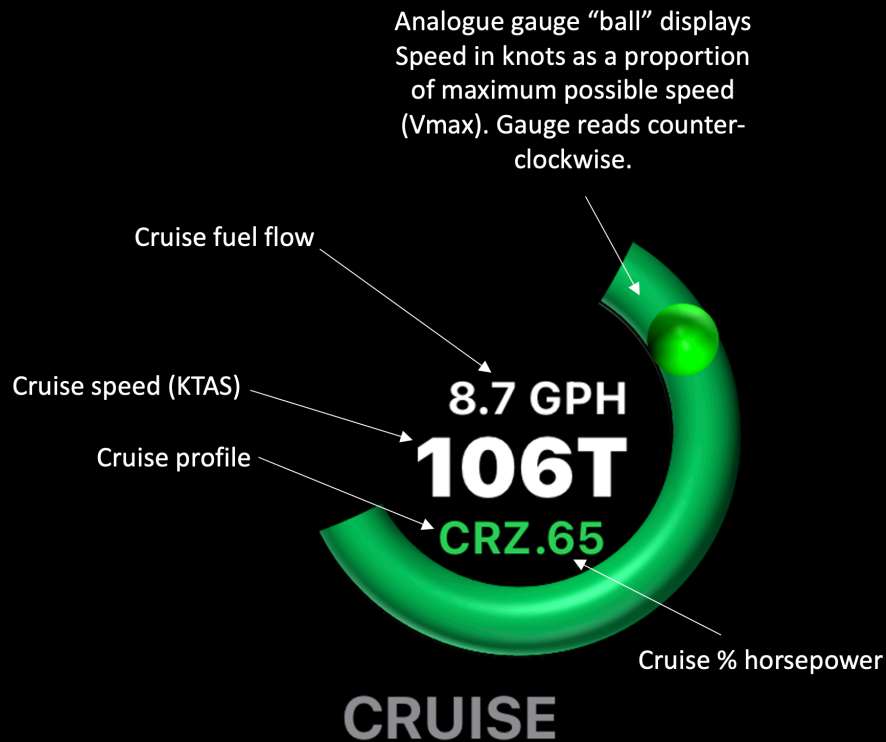 Analogue gauge “ball” displays
Speed in knots as a proportion
of maximum possible speed
(Vmax). Gauge reads counter-
clockwise.
Cruise fuel flow
Cruise speed (KTAS)
8.7 GPH
106T
Cruise profile
CRZ.65
Cruise % horsepower
CRUISE